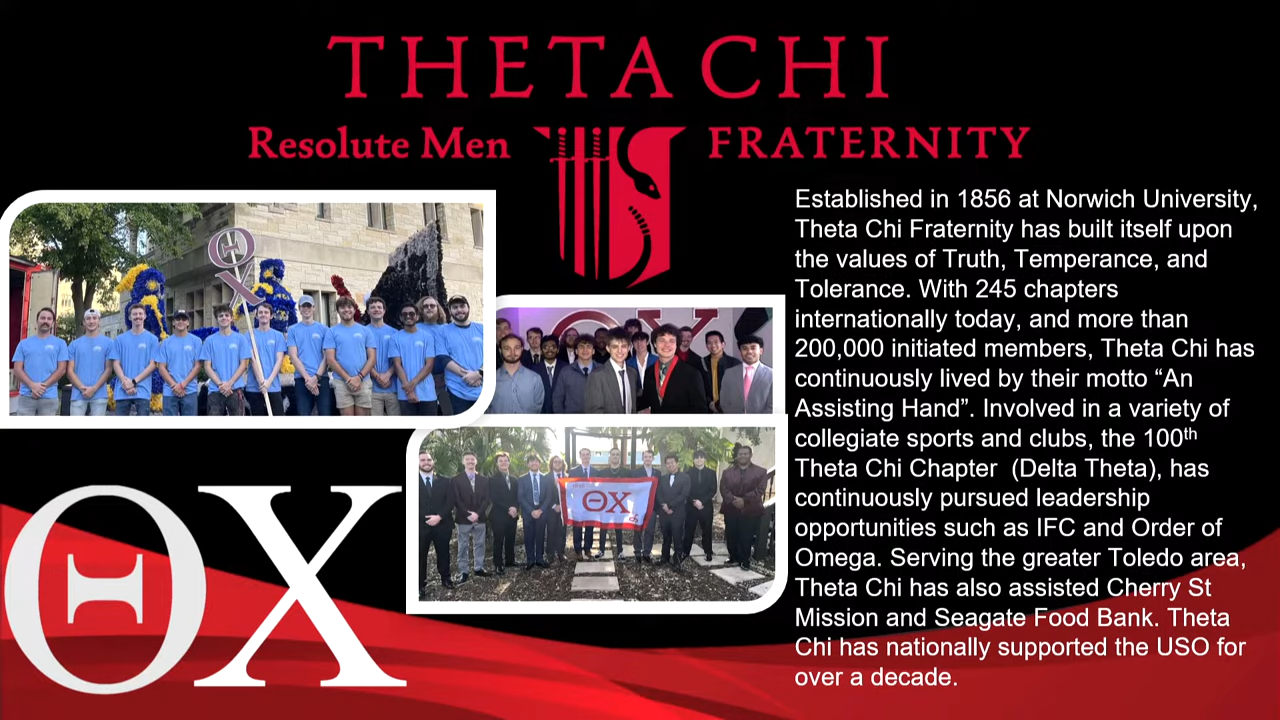 THETA CHI
Resolute Men
FRATERNITY
Established in 1856 at Norwich University,
Theta Chi Fraternity has built itself upon
the values of Truth, Temperance, and
Tolerance. With 245 chapters
internationally today, and more than
200,000 initiated members, Theta Chi has
continuously lived by their motto “An
Assisting Hand”. Involved in a variety of
collegiate sports and clubs, the 100th
Theta Chi Chapter  (Delta Theta), has
continuously pursued leadership
opportunities such as IFC and Order of
Omega. Serving the greater Toledo area,
Theta Chi has also assisted Cherry St
Mission and Seagate Food Bank. Theta
Chi has nationally supported the USO for
over a decade.
ΘΧ
ΘΧ
ΘΧ
ΘΧ